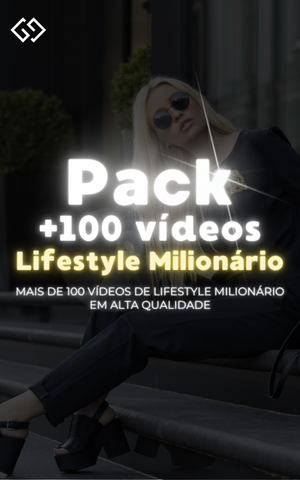 Pack
+100 vídeos
Lifestyle Milionário
MAIS DE 100 VÍDEOS DE LIFESTYLE MILIONÁRIO
EM ALTA QUALIDADE